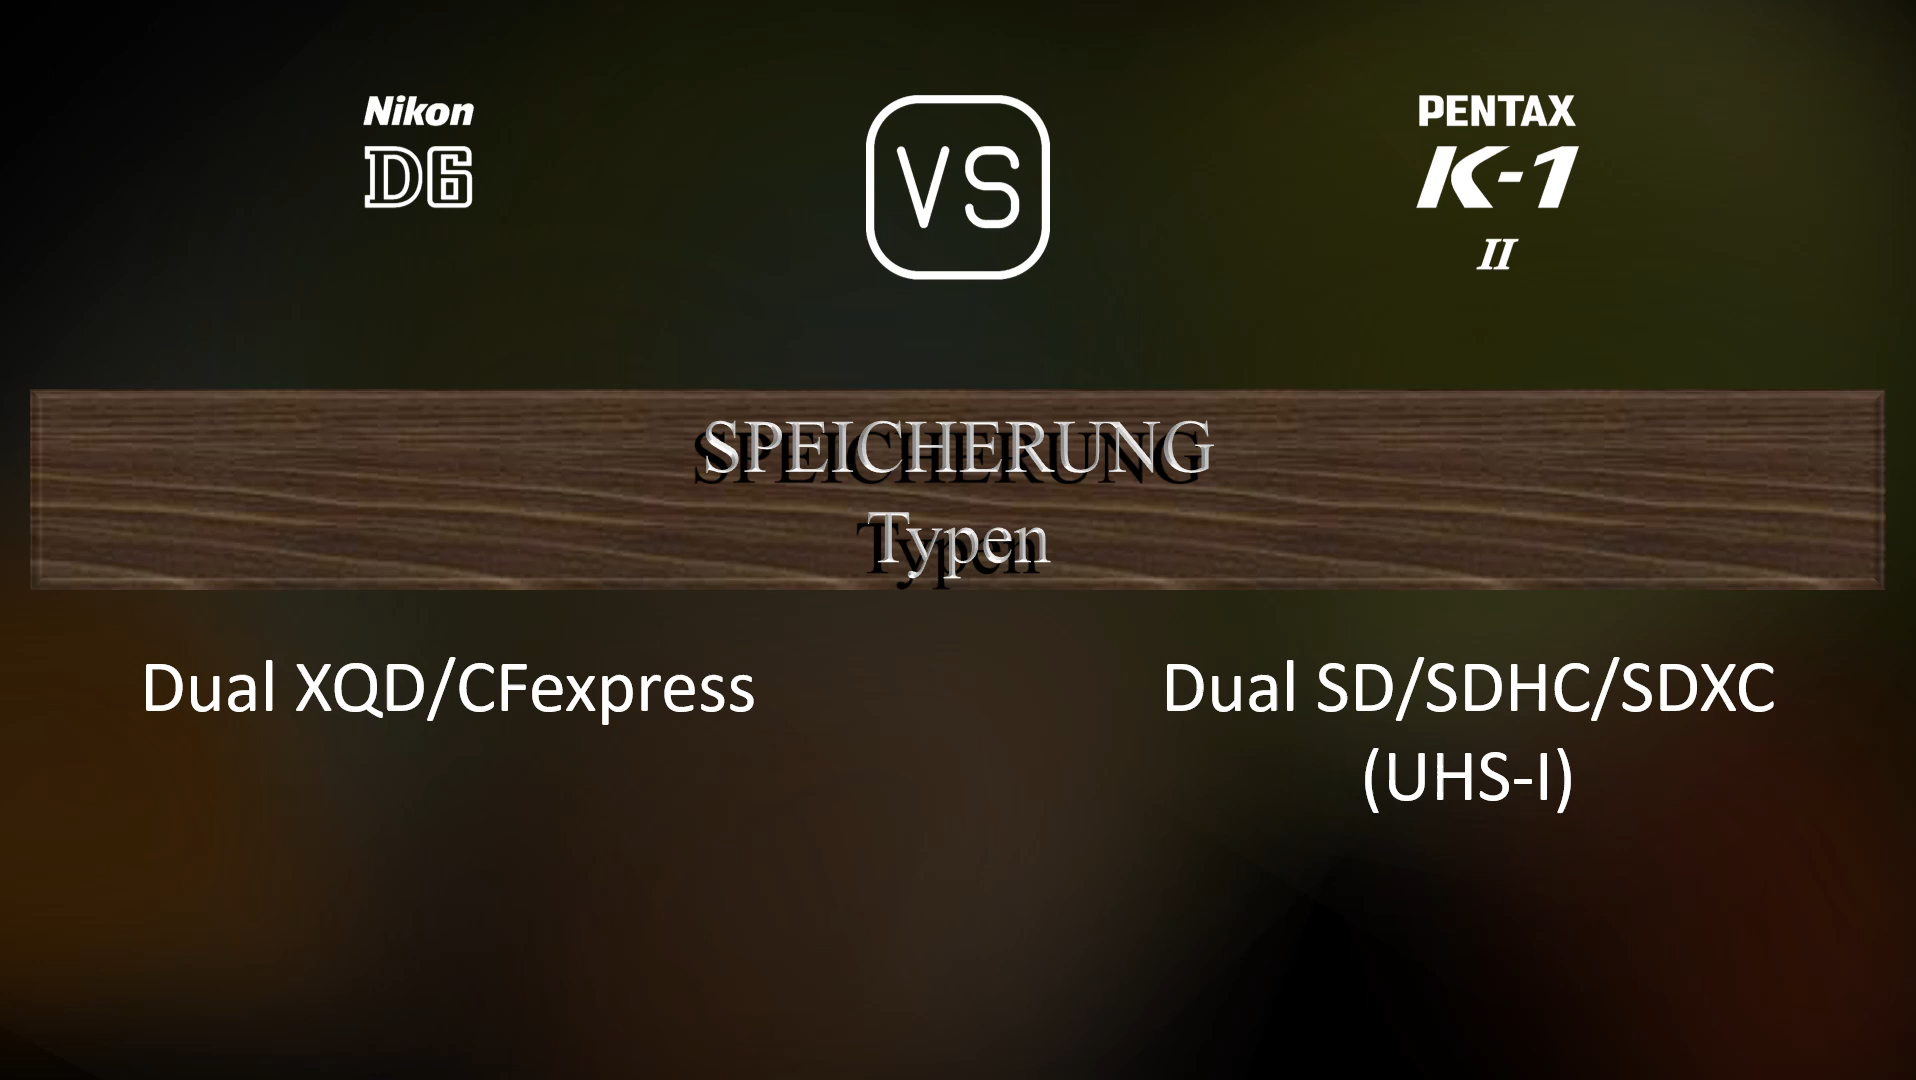 Nikon
D6
VS
PENTAX
K-1
II
SPEICHERUNG
Typen
Dual XQD/CFexpress
Dual SD/SDHC/SDXC
(UHS-I)